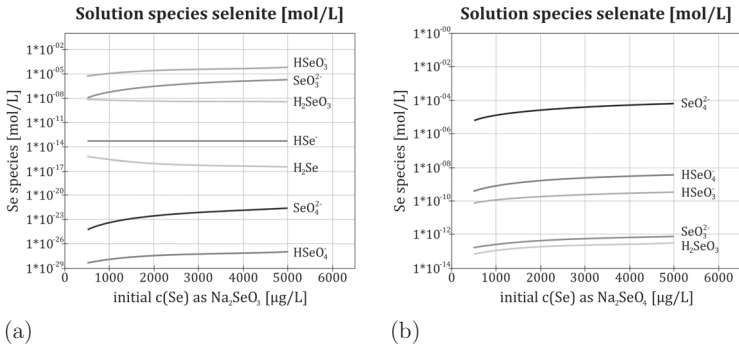 Solution species selenite [mol/L]
Se species [mol/L]
1*10⁻⁰²
1*10⁻⁰⁵
1*10⁻⁰⁸
1*10⁻¹¹
1*10⁻¹⁴
1*10⁻¹⁷
1*10⁻²⁰
1*10⁻²³
1*10⁻²⁶
1*10⁻²⁹
HSeO₃⁻
SeO₃²⁻
H₂SeO₃
HSe⁻
H₂Se
SeO₄²⁻
HSeO₄⁻
0 1000 2000 3000 4000 5000 6000
initial c(Se) as Na₂SeO₃ [µg/L]
(a)
Solution species selenate [mol/L]
Se species [mol/L]
1*10⁻⁰⁰
1*10⁻⁰²
1*10⁻⁰⁴
1*10⁻⁰⁶
1*10⁻⁰⁸
1*10⁻¹⁰
1*10⁻¹²
1*10⁻¹⁴
SeO₄²⁻
HSeO₄⁻
HSeO₃⁻
SeO₃²⁻
H₂SeO₃
0 1000 2000 3000 4000 5000 6000
initial c(Se) as Na₂SeO₄ [µg/L]
(b)